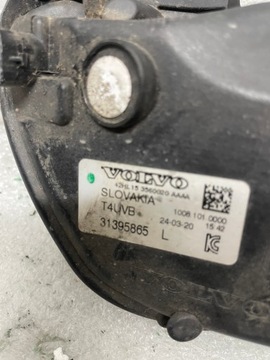 VOLVO
SLOVAKIA
T4UVB 1008 101 0000
24-03-20 15 42
31395865 L